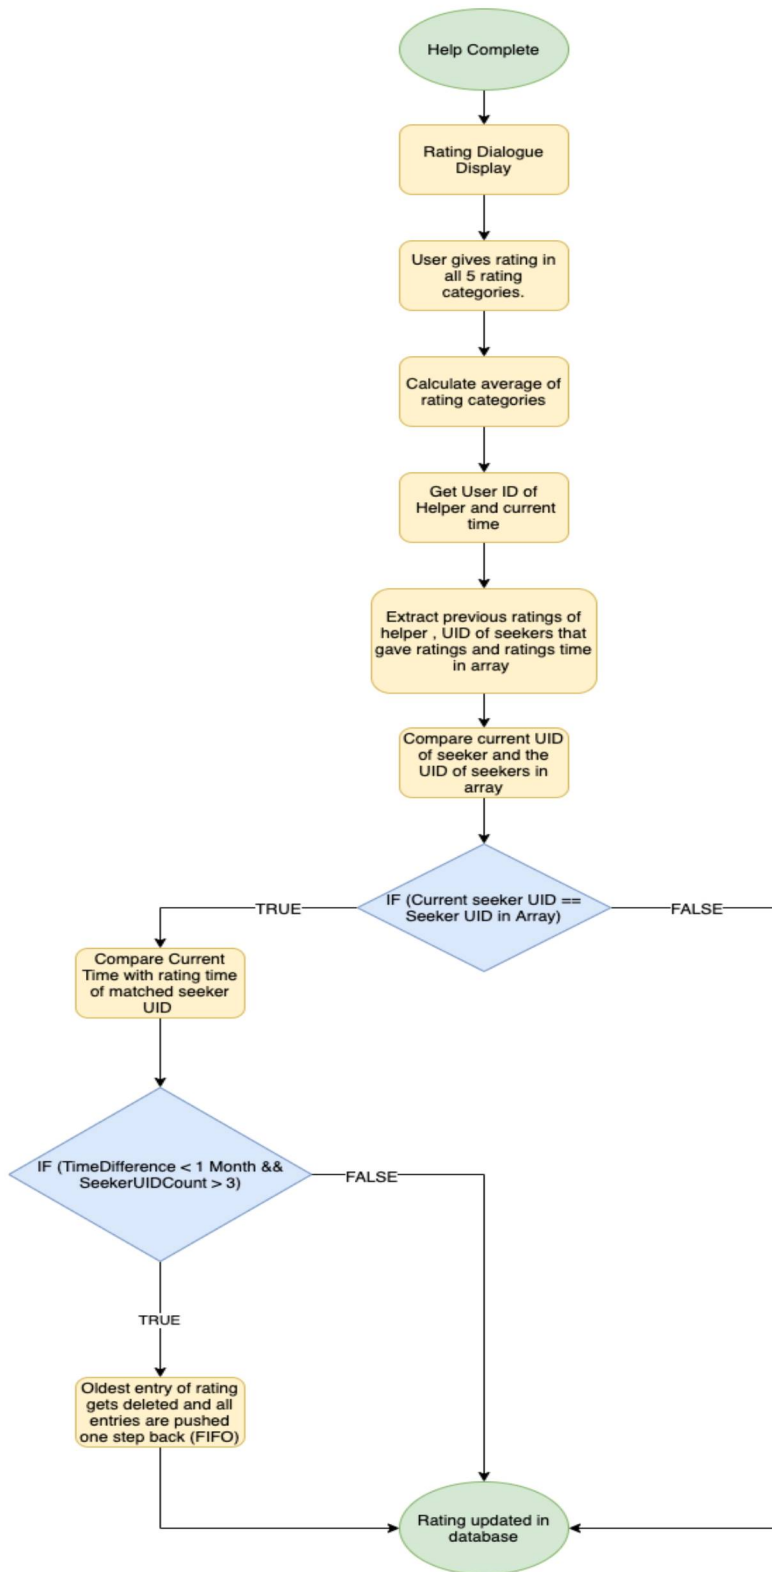 Help Complete
Rating Dialogue
Display
User gives rating in
all 5 rating
categories.
Calculate average of
rating categories
Get User ID of
Helper and current
time
Extract previous ratings of
helper , UID of seekers that
gave ratings and ratings time
in array
Compare current UID
of seeker and the
UID of seekers in
array
IF (Current seeker UID ==
Seeker UID in Array)
TRUE
FALSE
Compare Current
Time with rating time
of matched seeker
UID
IF (TimeDifference < 1 Month &&
SeekerUIDCount > 3)
FALSE
TRUE
Oldest entry of rating
gets deleted and all
entries are pushed
one step back (FIFO)
Rating updated in
database